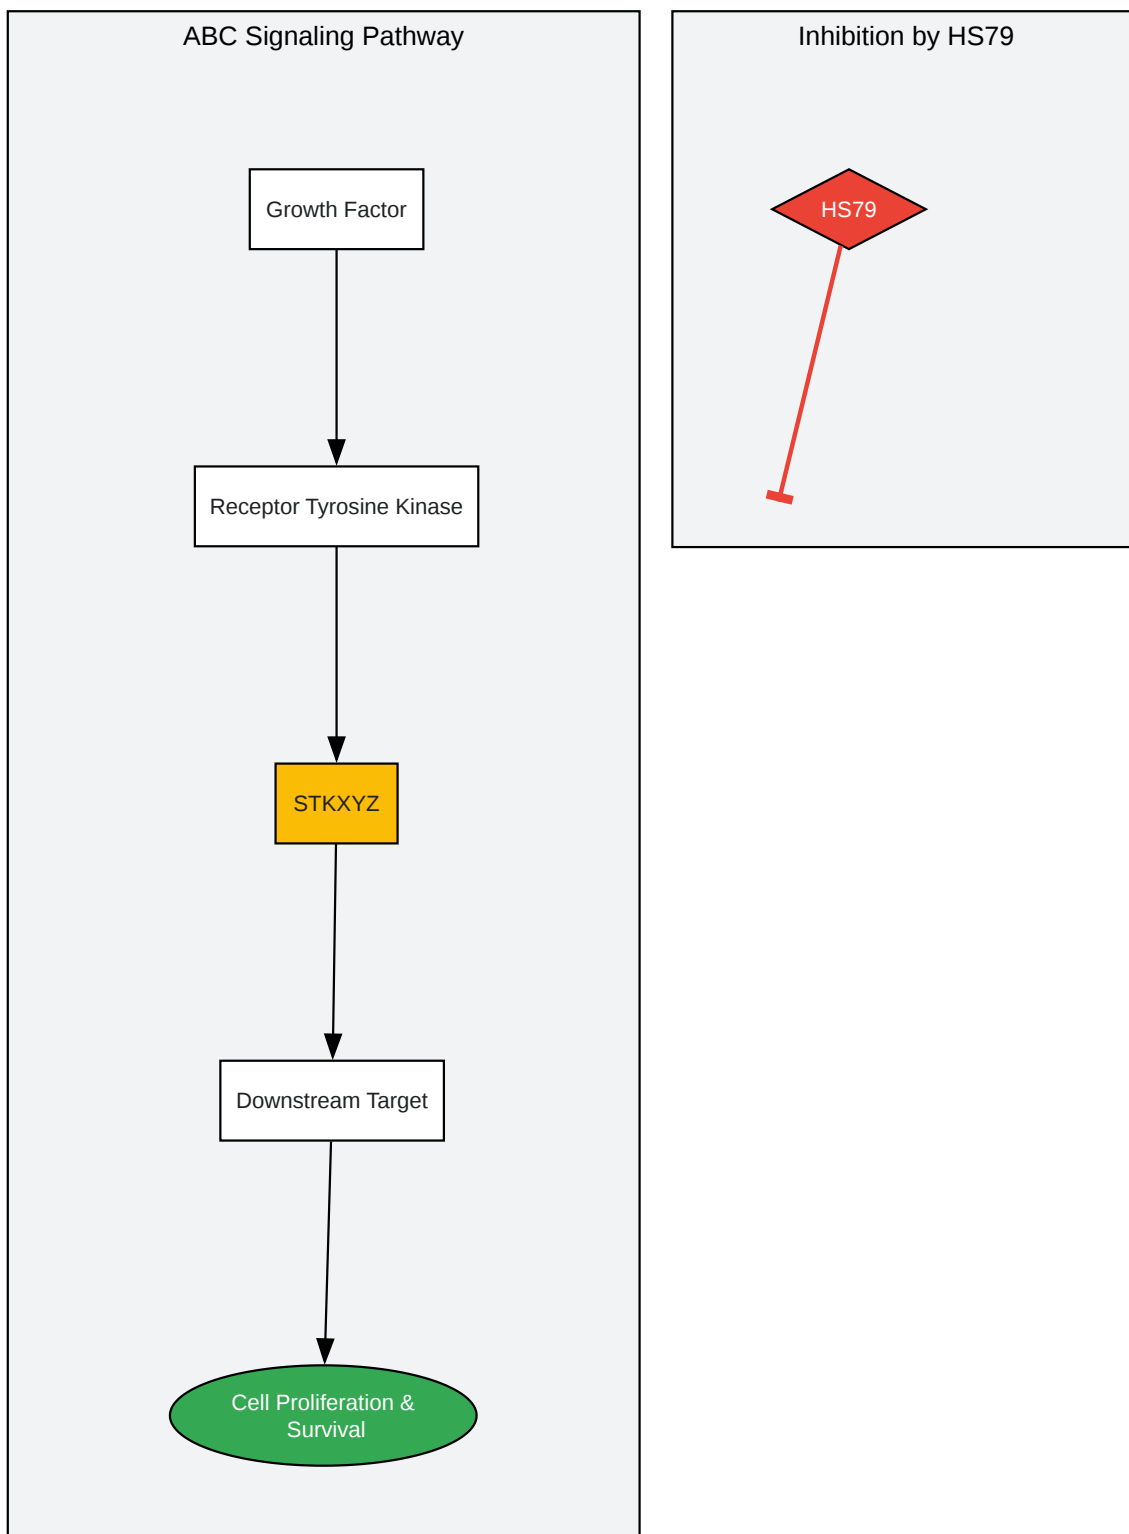 ABC Signaling Pathway
Growth Factor
Receptor Tyrosine Kinase
STKXYZ
Downstream Target
Cell Proliferation &
Survival
Inhibition by HS79
HS79